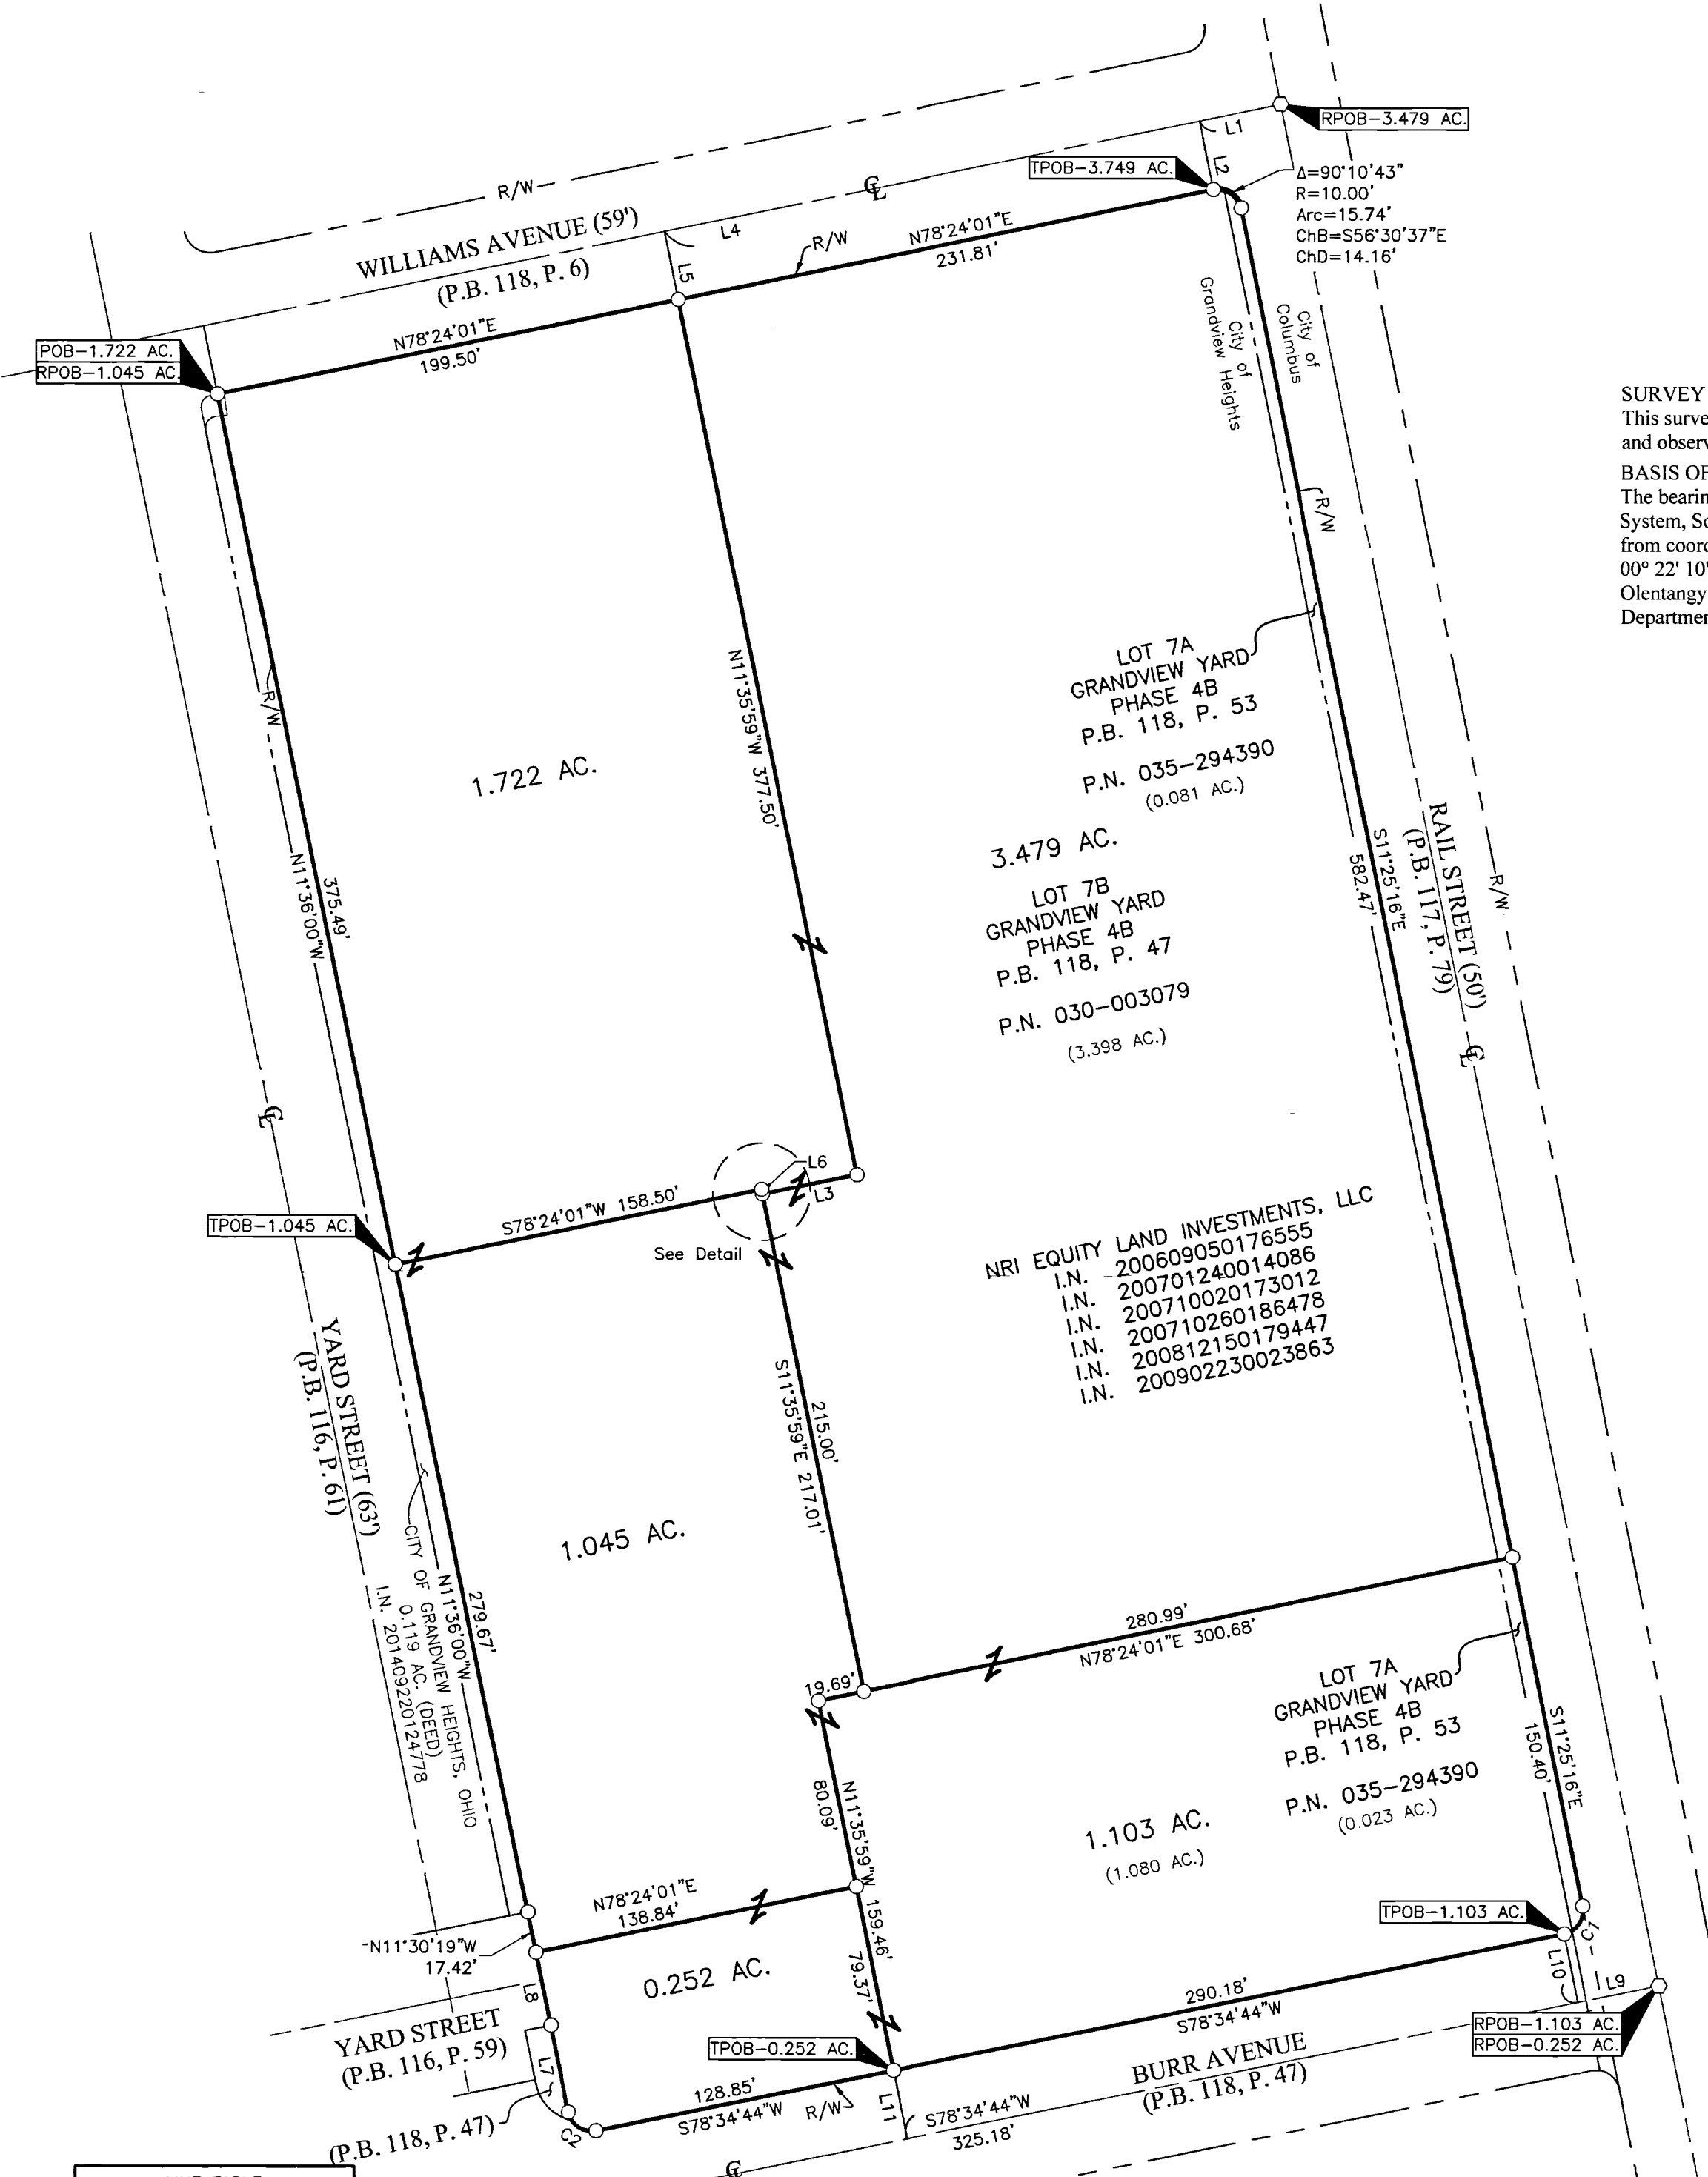 RPOB-3.479 AC.
L1
L2
TPOB-3.749 AC.
Δ=90°10'43"
R=10.00'
Arc=15.74'
ChB=S56°30'37"E
ChD=14.16'
R/W
℄
WILLIAMS AVENUE (59')
(P.B. 118, P. 6)
L4
L5
R/W
N78°24'01"E
231.81'
POB-1.722 AC.
RPOB-1.045 AC.
N78°24'01"E
199.50'
City of
Grandview Heights
City of
Columbus
SURVEY
This surve
and observ
BASIS OF
The bearin
System, So
from coord
00° 22' 10"
Olentangy
Departmen
R/W
R/W
N11°35'59"W 377.50'
LOT 7A
GRANDVIEW YARD
PHASE 4B
P.B. 118, P. 53
P.N. 035-294390
(0.081 AC.)
1.722 AC.
3.479 AC.
LOT 7B
GRANDVIEW YARD
PHASE 4B
P.B. 118, P. 47
P.N. 030-003079
(3.398 AC.)
375.49'
N11°36'00"W
S11°25'16"E
582.47'
RAIL STREET (50')
(P.B. 117, P. 79)
R/W
℄
℄
L6
L3
S78°24'01"W 158.50'
See Detail
TPOB-1.045 AC.
NRI EQUITY LAND INVESTMENTS, LLC
I.N. 200609050176555
I.N. 200701240014086
I.N. 200710020173012
I.N. 200710260186478
I.N. 200812150179447
I.N. 200902230023863
YARD STREET (63')
(P.B. 116, P. 61)
215.00'
S11°35'59"E 217.01'
1.045 AC.
279.67'
N11°36'00"W
CITY OF GRANDVIEW HEIGHTS, OHIO
0.119 AC. (DEED)
I.N. 201409220124778
280.99'
N78°24'01"E 300.68'
19.69'
LOT 7A
GRANDVIEW YARD
PHASE 4B
P.B. 118, P. 53
P.N. 035-294390
(0.023 AC.)
S11°25'16"E
150.40'
80.09'
N11°35'59"W 159.46'
79.37'
1.103 AC.
(1.080 AC.)
N78°24'01"E
138.84'
TPOB-1.103 AC.
N11°30'19"W
17.42'
L8
0.252 AC.
L10
L9
290.18'
S78°34'44"W
RPOB-1.103 AC.
RPOB-0.252 AC.
YARD STREET
(P.B. 116, P. 59)
L7
TPOB-0.252 AC.
BURR AVENUE
(P.B. 118, P. 47)
128.85'
S78°34'44"W
R/W
L11
S78°34'44"W
325.18'
(P.B. 118, P. 47)
C2
℄